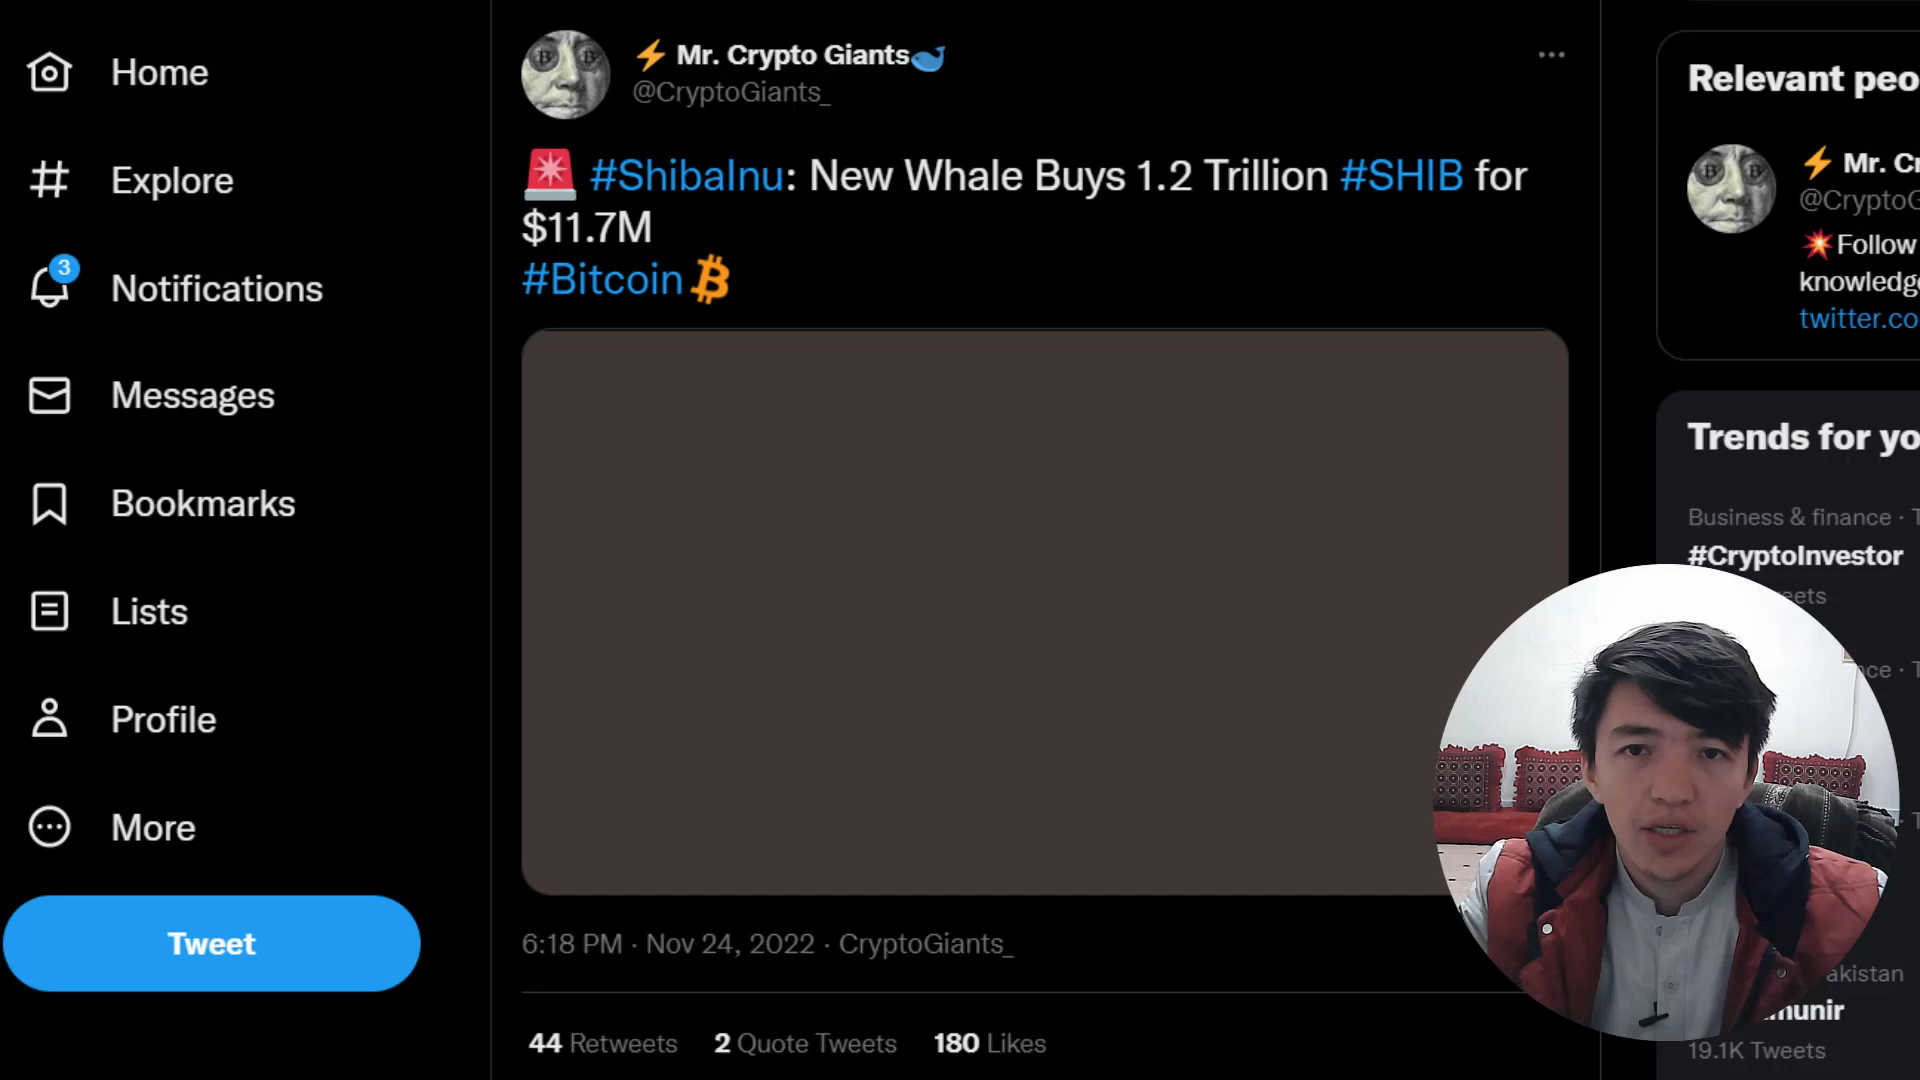 Home
Explore
3
Notifications
Messages
Bookmarks
Lists
Profile
More
Tweet
Mr. Crypto Giants
@CryptoGiants_
#ShibaInu: New Whale Buys 1.2 Trillion #SHIB for
$11.7M
#Bitcoin
6:18 PM · Nov 24, 2022 · CryptoGiants_
44 Retweets 2 Quote Tweets 180 Likes
Relevant peo
Mr. Cr
@CryptoG
Follow
knowledge
twitter.co
Trends for yo
Business & finance · T
#CryptoInvestor
eets
nce · T
· T
akistan
munir
19.1K Tweets